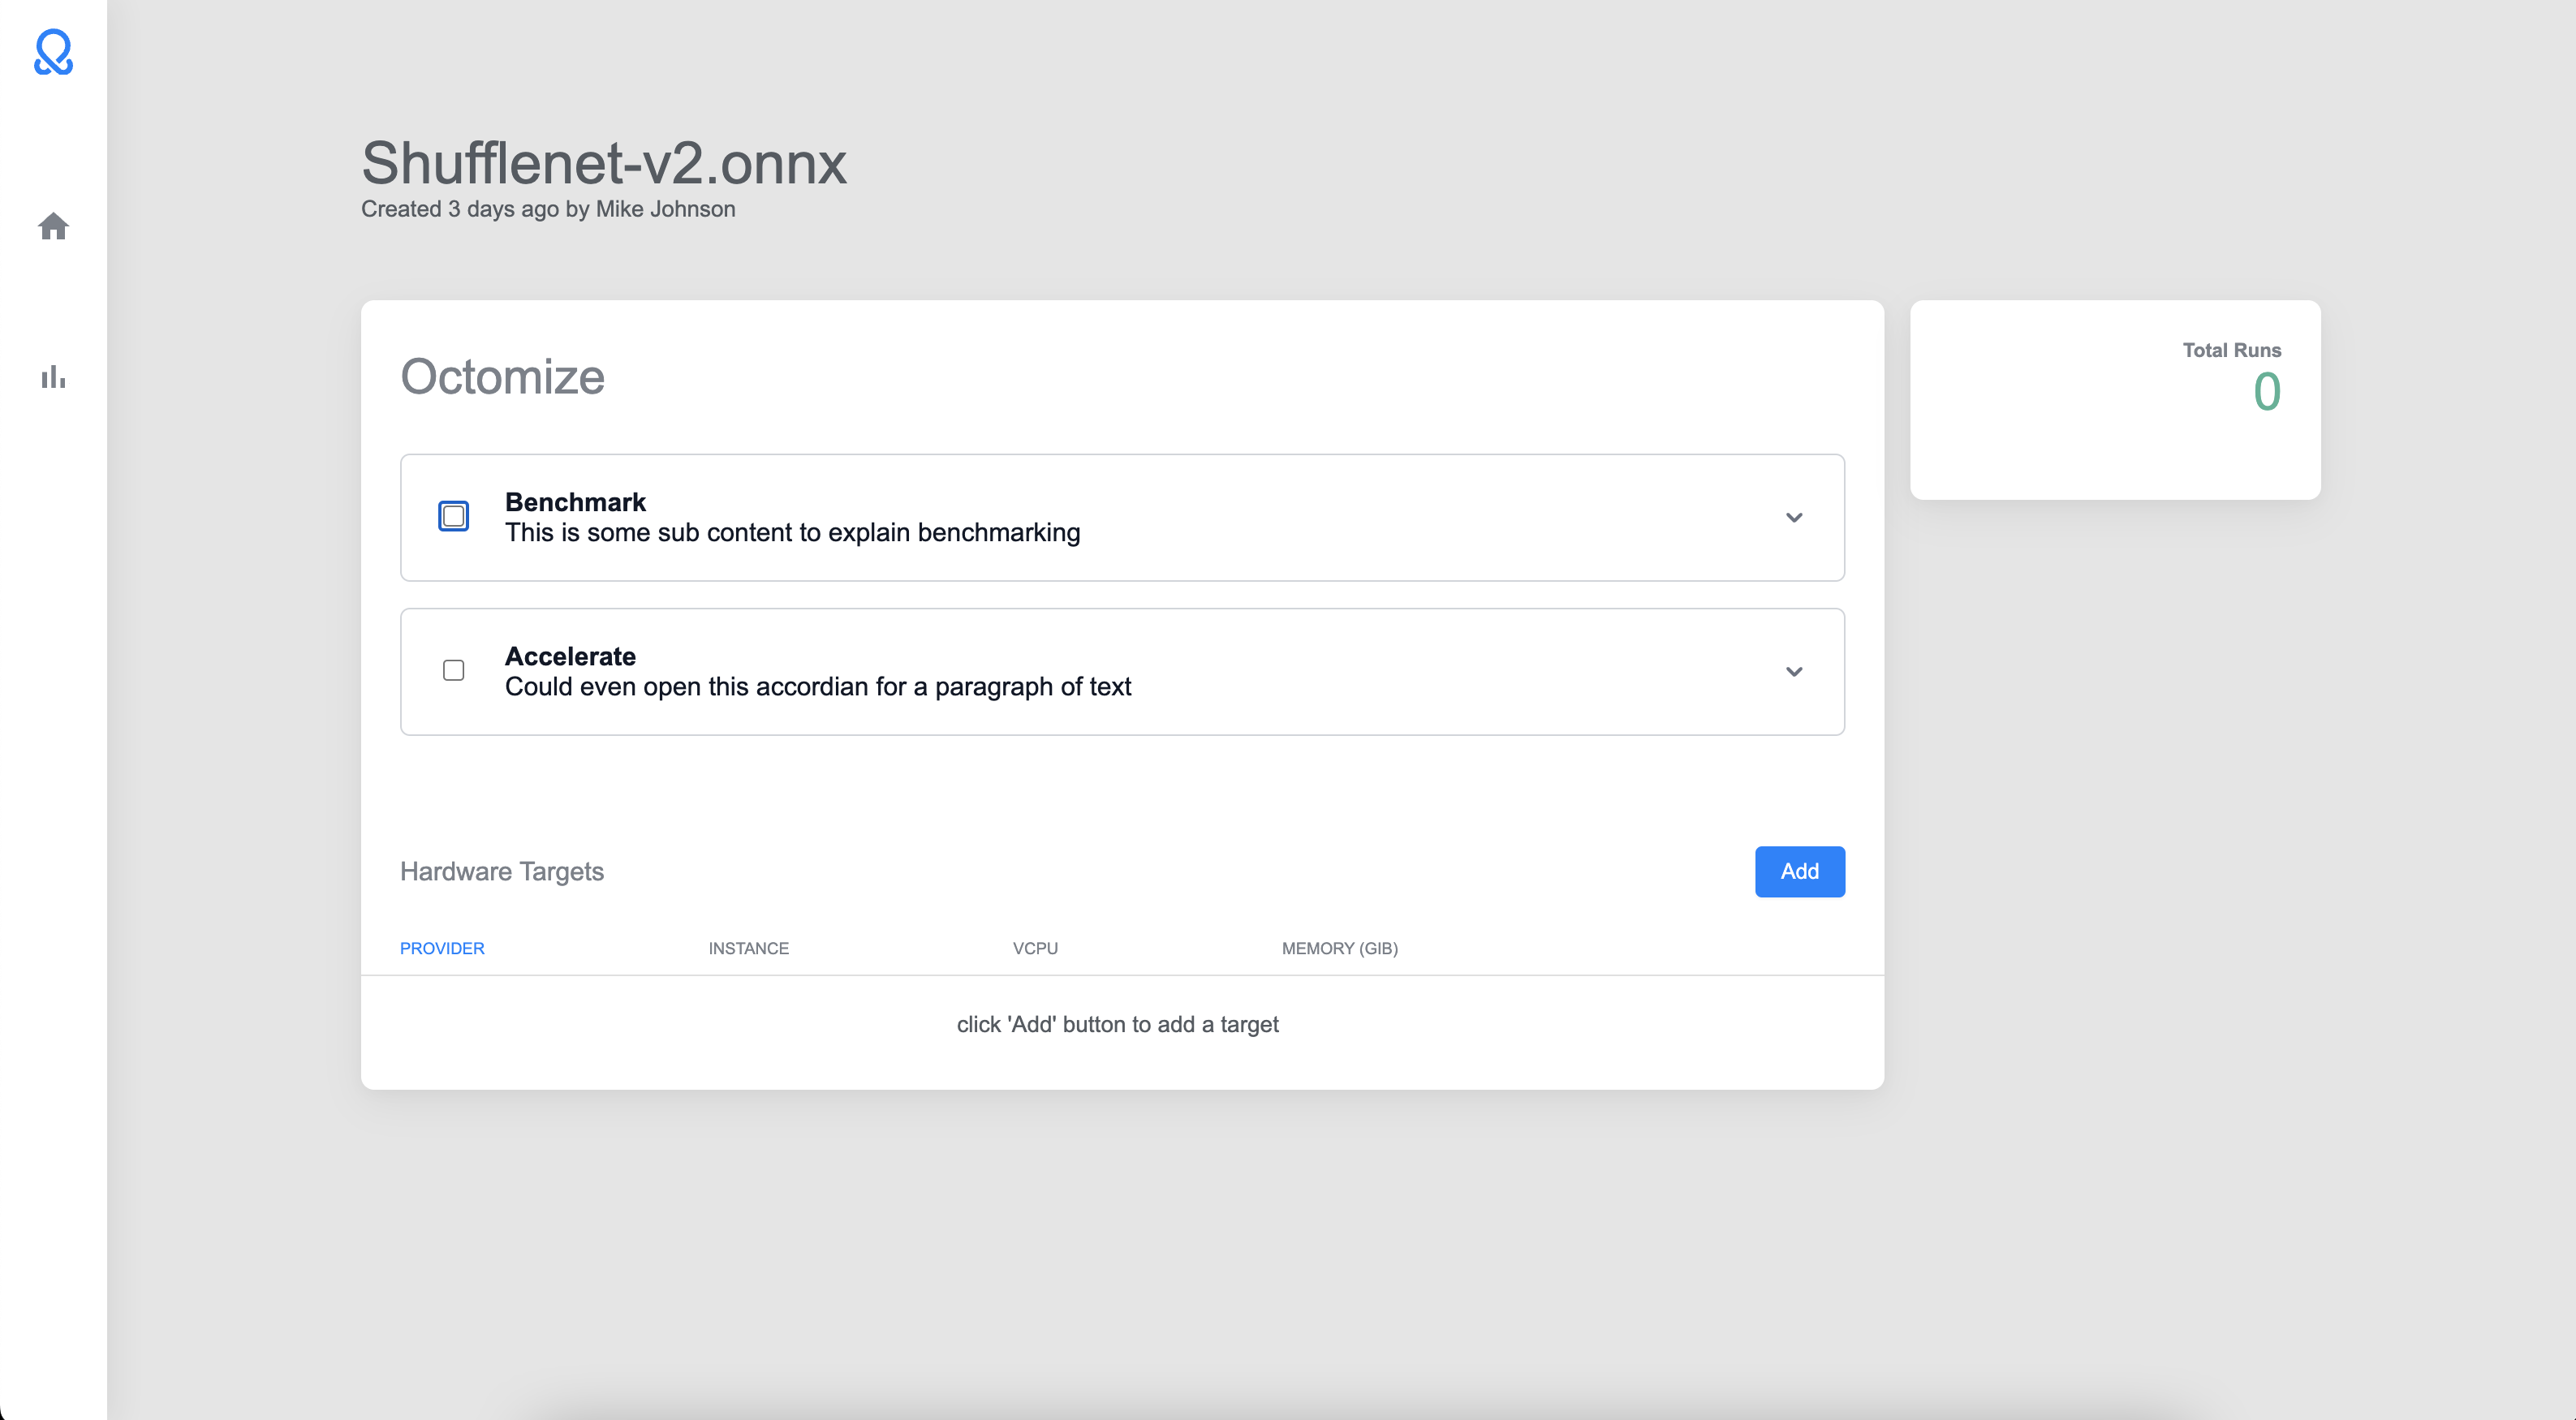 Shufflenet-v2.onnx
Created 3 days ago by Mike Johnson
Octomize
Benchmark
This is some sub content to explain benchmarking
Accelerate
Could even open this accordian for a paragraph of text
Hardware Targets
Add
PROVIDER INSTANCE VCPU MEMORY (GIB)
click 'Add' button to add a target
Total Runs
0